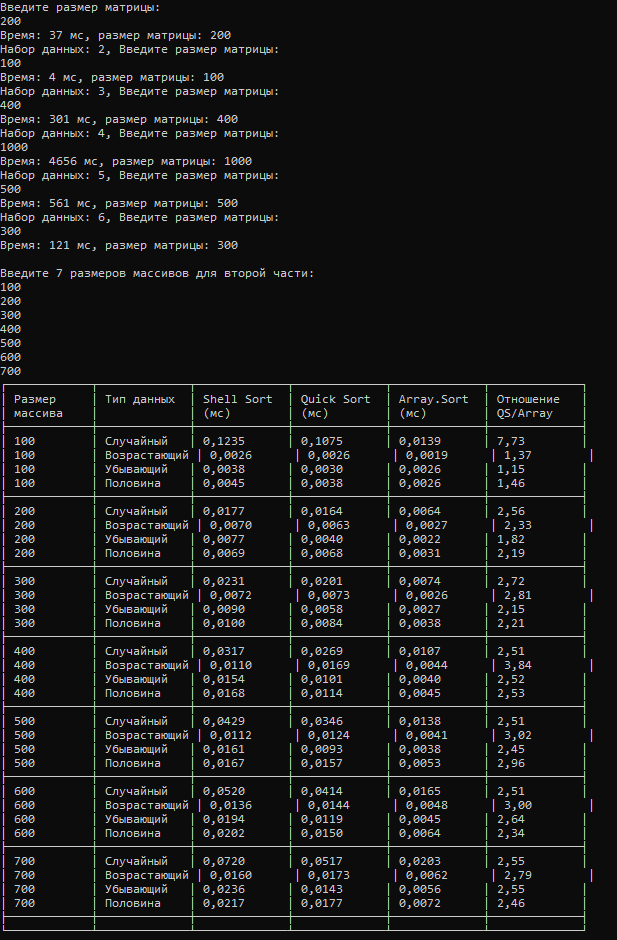 Введите размер матрицы:
200
Время: 37 мс, размер матрицы: 200
Набор данных: 2, Введите размер матрицы:
100
Время: 4 мс, размер матрицы: 100
Набор данных: 3, Введите размер матрицы:
400
Время: 301 мс, размер матрицы: 400
Набор данных: 4, Введите размер матрицы:
1000
Время: 4656 мс, размер матрицы: 1000
Набор данных: 5, Введите размер матрицы:
500
Время: 561 мс, размер матрицы: 500
Набор данных: 6, Введите размер матрицы:
300
Время: 121 мс, размер матрицы: 300
Введите 7 размеров массивов для второй части:
100
200
300
400
500
600
700
| Размер | Тип данных | Shell Sort | Quick Sort | Array.Sort | Отношение |
| массива | | (мс) | (мс) | (мс) | QS/Array |
| 100 | Случайный | 0,1235 | 0,1075 | 0,0139 | 7,73 |
| 100 | Возрастающий | 0,0026 | 0,0026 | 0,0019 | 1,37 |
| 100 | Убывающий | 0,0038 | 0,0030 | 0,0026 | 1,15 |
| 100 | Половина | 0,0045 | 0,0038 | 0,0026 | 1,46 |
| 200 | Случайный | 0,0177 | 0,0164 | 0,0064 | 2,56 |
| 200 | Возрастающий | 0,0070 | 0,0063 | 0,0027 | 2,33 |
| 200 | Убывающий | 0,0077 | 0,0040 | 0,0022 | 1,82 |
| 200 | Половина | 0,0069 | 0,0068 | 0,0031 | 2,19 |
| 300 | Случайный | 0,0231 | 0,0201 | 0,0074 | 2,72 |
| 300 | Возрастающий | 0,0072 | 0,0073 | 0,0026 | 2,81 |
| 300 | Убывающий | 0,0090 | 0,0058 | 0,0027 | 2,15 |
| 300 | Половина | 0,0100 | 0,0084 | 0,0038 | 2,21 |
| 400 | Случайный | 0,0317 | 0,0269 | 0,0107 | 2,51 |
| 400 | Возрастающий | 0,0110 | 0,0169 | 0,0044 | 3,84 |
| 400 | Убывающий | 0,0154 | 0,0101 | 0,0040 | 2,52 |
| 400 | Половина | 0,0168 | 0,0114 | 0,0045 | 2,53 |
| 500 | Случайный | 0,0429 | 0,0346 | 0,0138 | 2,51 |
| 500 | Возрастающий | 0,0112 | 0,0124 | 0,0041 | 3,02 |
| 500 | Убывающий | 0,0161 | 0,0093 | 0,0038 | 2,45 |
| 500 | Половина | 0,0167 | 0,0157 | 0,0053 | 2,96 |
| 600 | Случайный | 0,0520 | 0,0414 | 0,0165 | 2,51 |
| 600 | Возрастающий | 0,0136 | 0,0144 | 0,0048 | 3,00 |
| 600 | Убывающий | 0,0194 | 0,0119 | 0,0045 | 2,64 |
| 600 | Половина | 0,0202 | 0,0150 | 0,0064 | 2,34 |
| 700 | Случайный | 0,0720 | 0,0517 | 0,0203 | 2,55 |
| 700 | Возрастающий | 0,0160 | 0,0173 | 0,0062 | 2,79 |
| 700 | Убывающий | 0,0236 | 0,0143 | 0,0056 | 2,55 |
| 700 | Половина | 0,0217 | 0,0177 | 0,0072 | 2,46 |